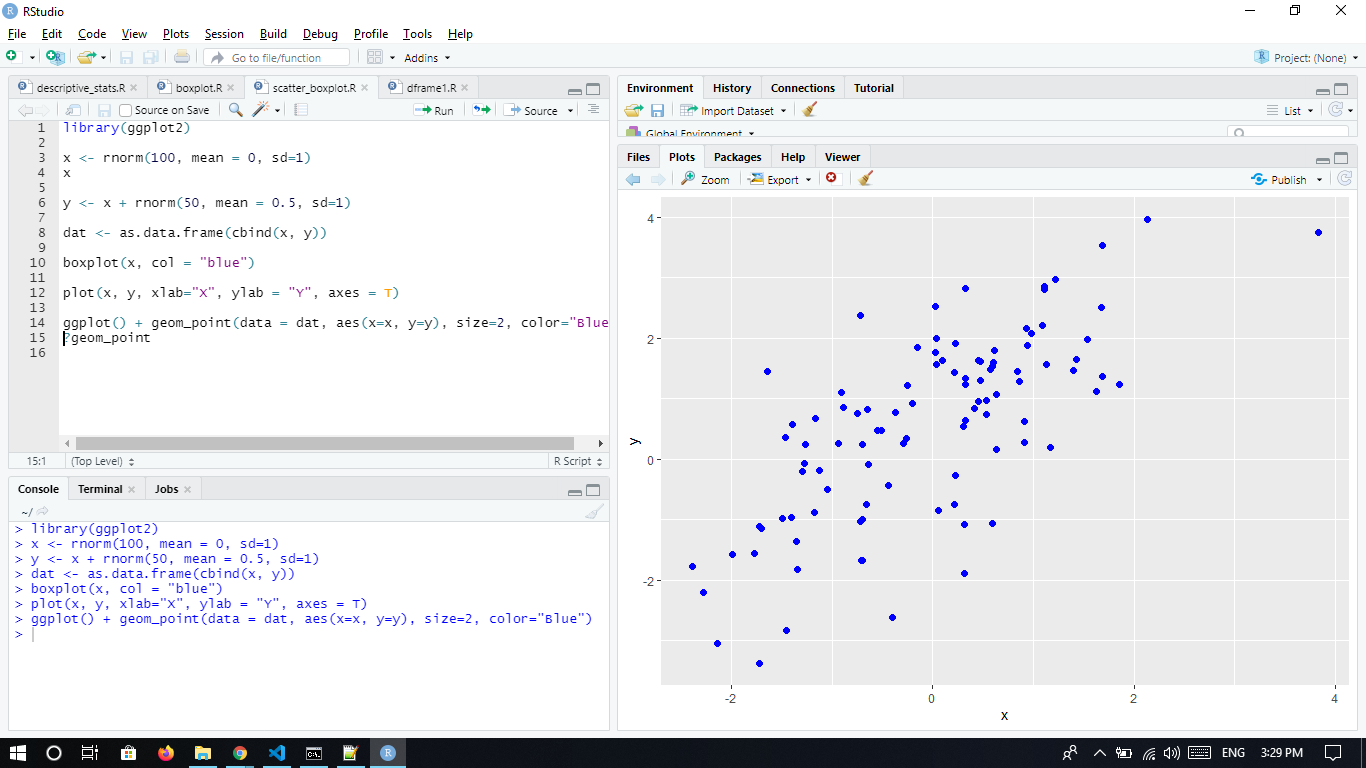 RStudio
File Edit Code View Plots Session Build Debug Profile Tools Help
Go to file/function Addins Project: (None)
descriptive_stats.R boxplot.R scatter_boxplot.R dframe1.R
Source on Save Run Source
1 library(ggplot2)
2
3 x <- rnorm(100, mean = 0, sd=1)
4 x
5
6 y <- x + rnorm(50, mean = 0.5, sd=1)
7
8 dat <- as.data.frame(cbind(x, y))
9
10 boxplot(x, col = "blue")
11
12 plot(x, y, xlab="X", ylab = "Y", axes = T)
13
14 ggplot() + geom_point(data = dat, aes(x=x, y=y), size=2, color="Blue
15 ?geom_point
16
15:1 (Top Level) R Script
Console Terminal Jobs
~/
> library(ggplot2)
> x <- rnorm(100, mean = 0, sd=1)
> y <- x + rnorm(50, mean = 0.5, sd=1)
> dat <- as.data.frame(cbind(x, y))
> boxplot(x, col = "blue")
> plot(x, y, xlab="X", ylab = "Y", axes = T)
> ggplot() + geom_point(data = dat, aes(x=x, y=y), size=2, color="Blue")
>
Environment History Connections Tutorial
Import Dataset List
Global Environment
Files Plots Packages Help Viewer
Zoom Export Publish
4
2
0
-2
y
-2 0 2 4
x
ENG 3:29 PM